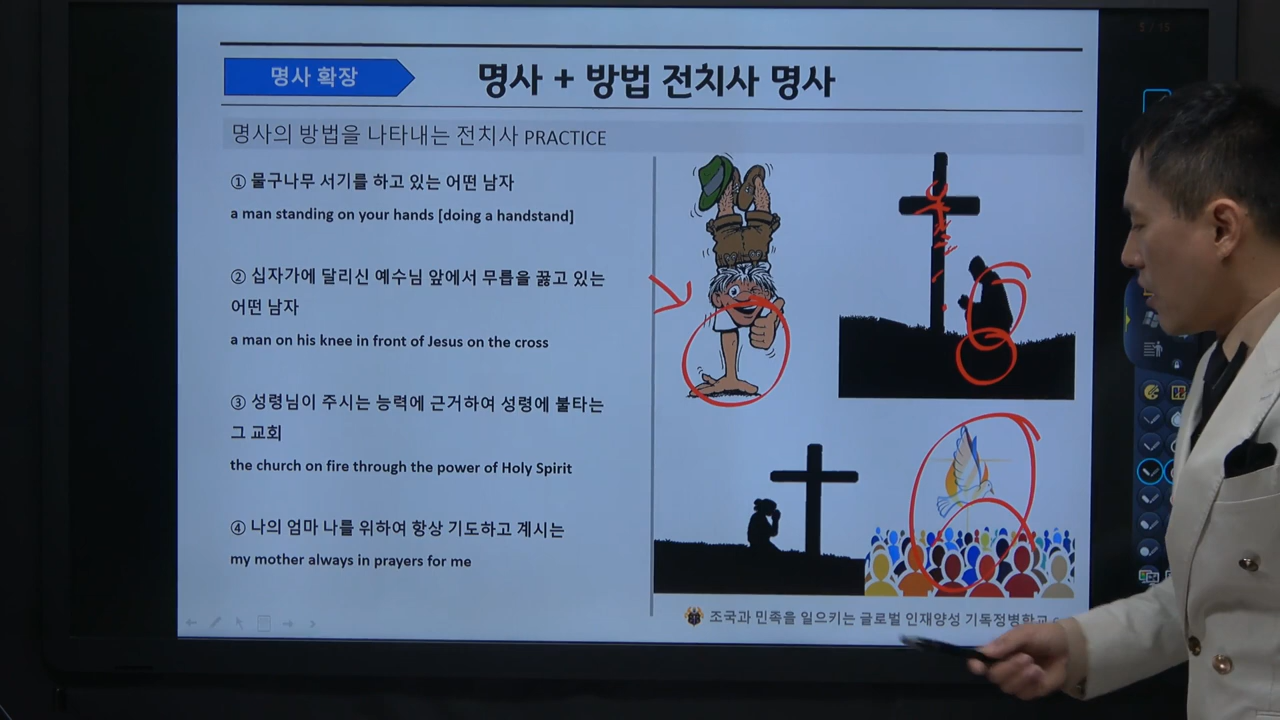 5 / 15
명사 확장
명사 + 방법 전치사 명사
명사의 방법을 나타내는 전치사 PRACTICE
① 물구나무 서기를 하고 있는 어떤 남자
a man standing on your hands [doing a handstand]
② 십자가에 달리신 예수님 앞에서 무릎을 꿇고 있는
어떤 남자
a man on his knee in front of Jesus on the cross
③ 성령님이 주시는 능력에 근거하여 성령에 불타는
그 교회
the church on fire through the power of Holy Spirit
④ 나의 엄마 나를 위하여 항상 기도하고 계시는
my mother always in prayers for me
조국과 민족을 일으키는 글로벌 인재양성 기독정병학교